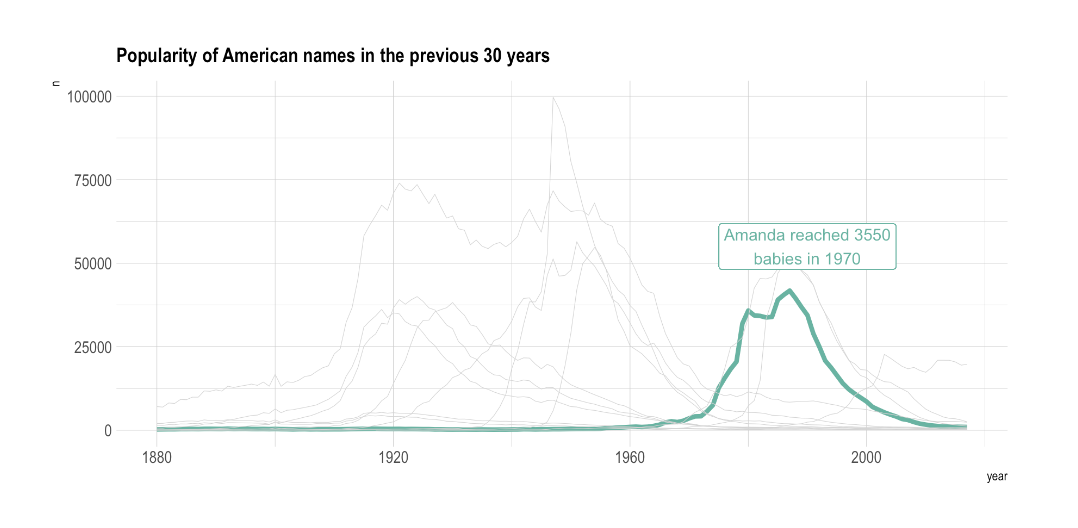 Popularity of American names in the previous 30 years
n
100000
75000
50000
25000
0
Amanda reached 3550
babies in 1970
1880 1920 1960 2000
year